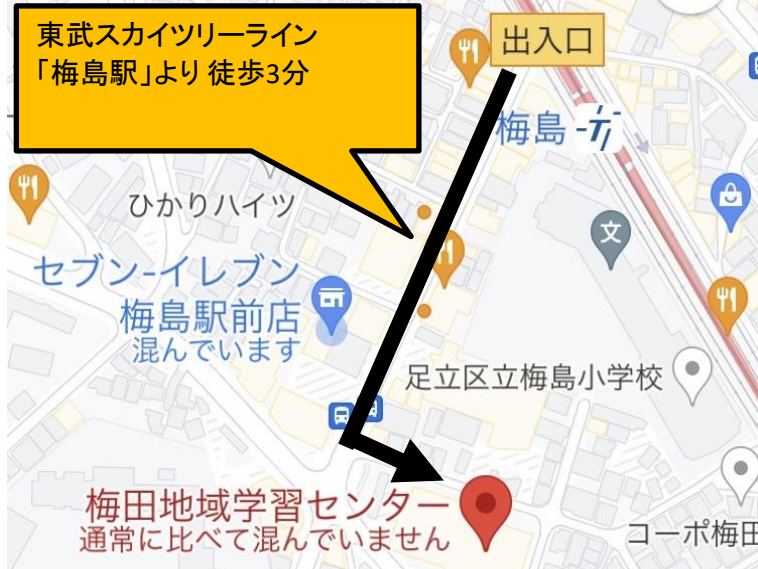 東武スカイツリーライン
「梅島駅」より 徒歩3分
出入口
梅島
ひかりハイツ
文
セブン-イレブン
梅島駅前店
混んでいます
足立区立梅島小学校
梅田地域学習センター
通常に比べて混んでいません
コーポ梅田